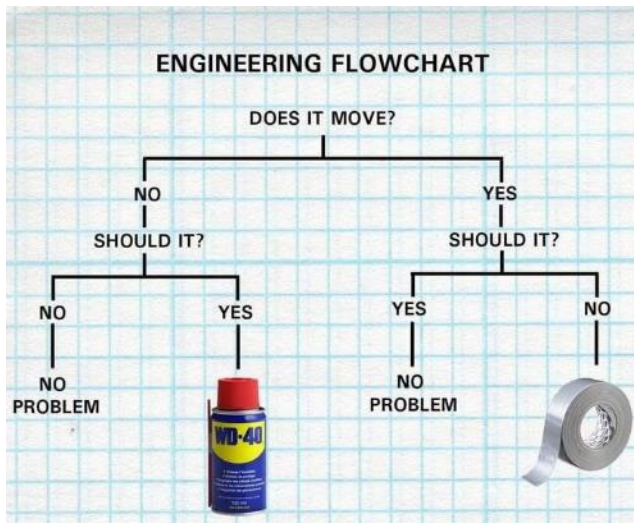 ENGINEERING FLOWCHART
DOES IT MOVE?
NO
YES
SHOULD IT?
SHOULD IT?
NO
YES
YES
NO
NO
PROBLEM
NO
PROBLEM
WD-40